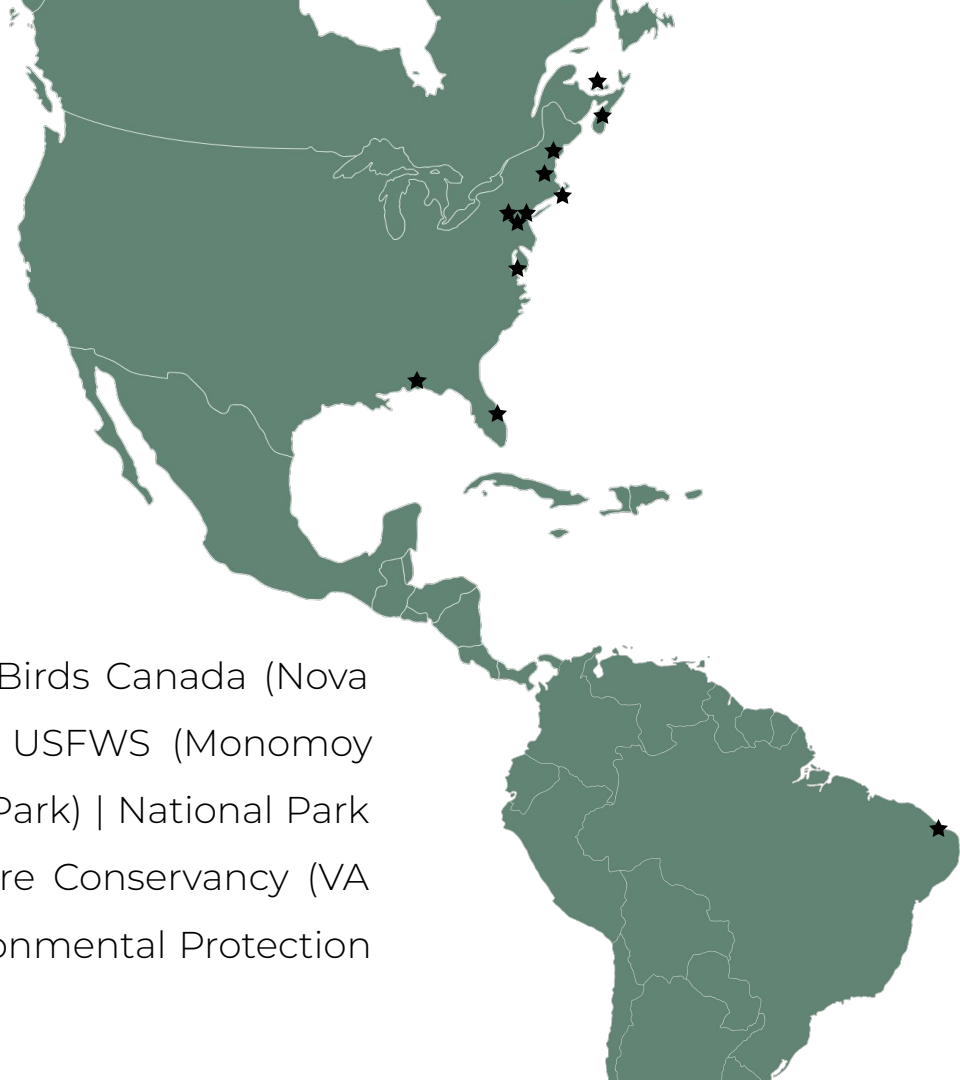 Birds Canada (Nova
USFWS (Monomoy
Park) | National Park
re Conservancy (VA
onmental Protection